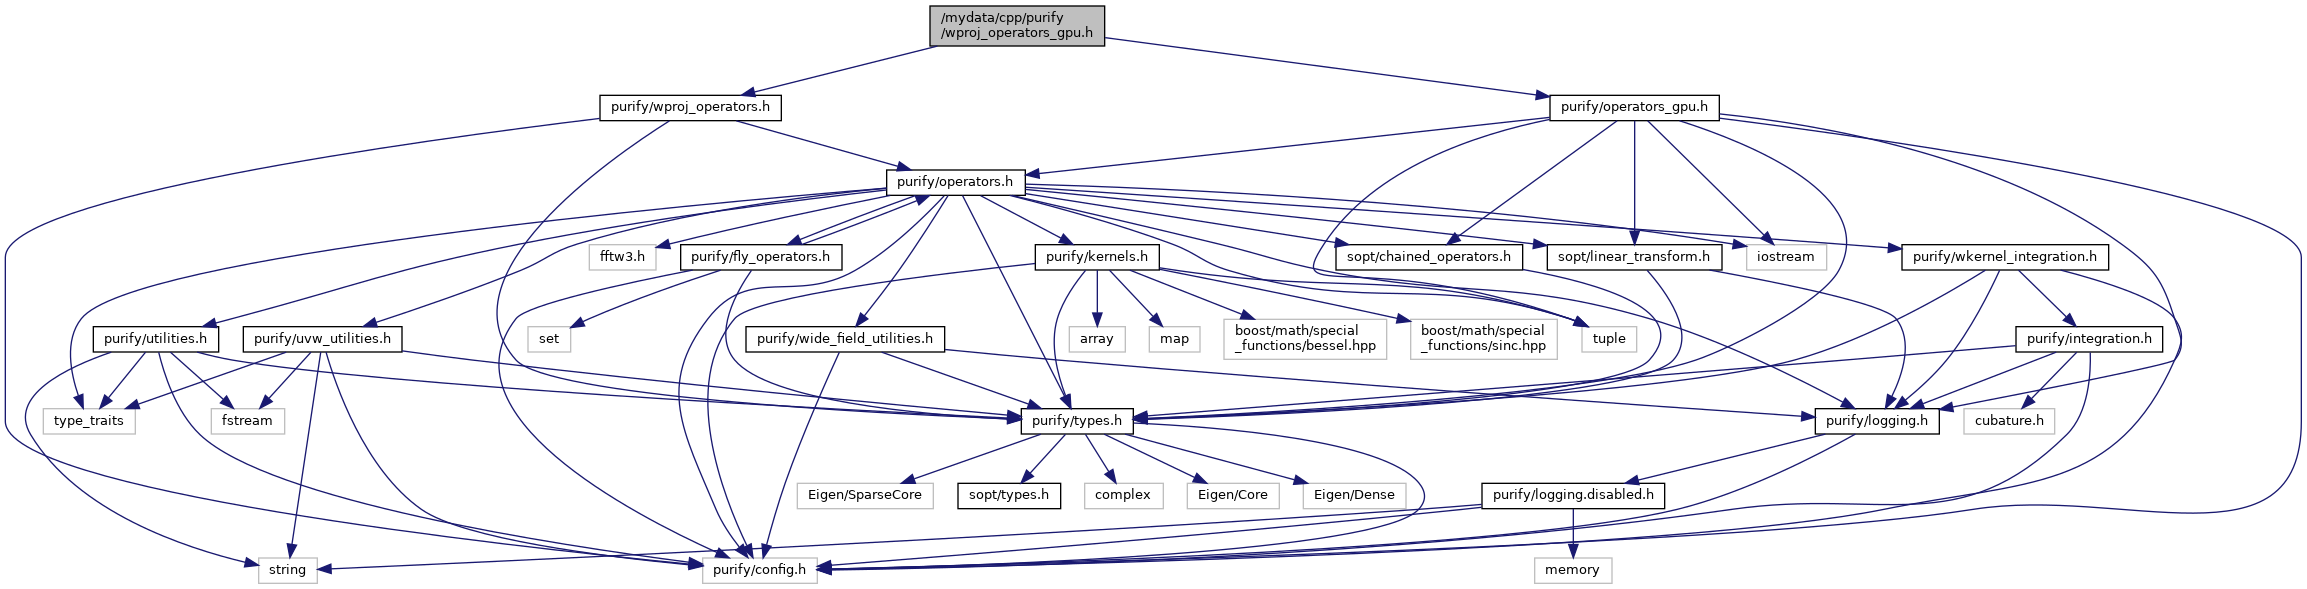 /mydata/cpp/purify
/wproj_operators_gpu.h
purify/wproj_operators.h
purify/operators_gpu.h
purify/operators.h
fftw3.h
purify/fly_operators.h
purify/kernels.h
sopt/chained_operators.h
sopt/linear_transform.h
iostream
purify/wkernel_integration.h
purify/utilities.h
purify/uvw_utilities.h
set
purify/wide_field_utilities.h
array
map
boost/math/special
_functions/bessel.hpp
boost/math/special
_functions/sinc.hpp
tuple
purify/integration.h
type_traits
fstream
purify/types.h
purify/logging.h
cubature.h
Eigen/SparseCore
sopt/types.h
complex
Eigen/Core
Eigen/Dense
purify/logging.disabled.h
string
purify/config.h
memory